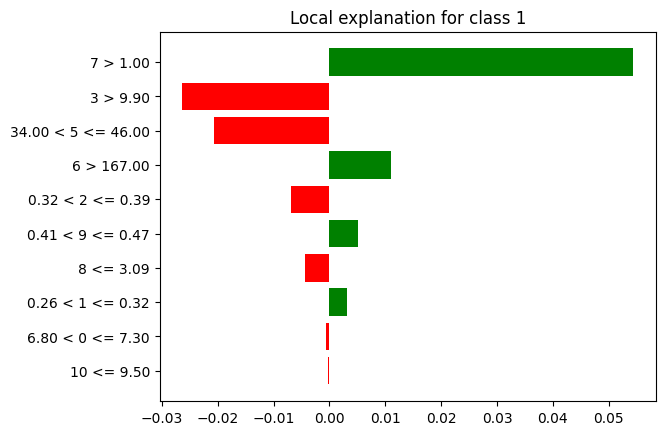 Local explanation for class 1
7 > 1.00
3 > 9.90
34.00 < 5 <= 46.00
6 > 167.00
0.32 < 2 <= 0.39
0.41 < 9 <= 0.47
8 <= 3.09
0.26 < 1 <= 0.32
6.80 < 0 <= 7.30
10 <= 9.50
−0.03 −0.02 −0.01 0.00 0.01 0.02 0.03 0.04 0.05